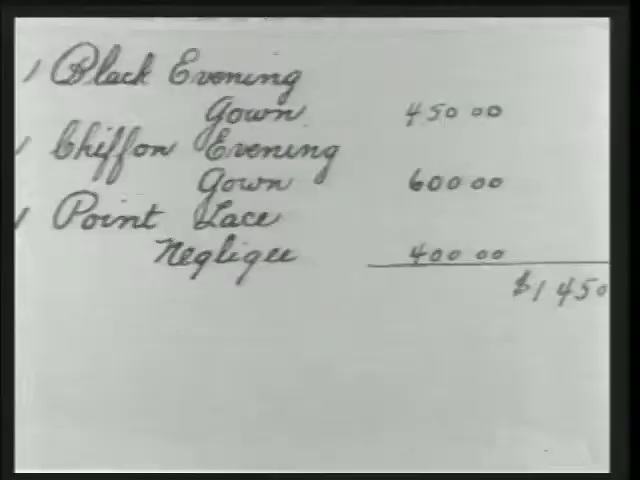 1 Black Evening
Gown 450 00
1 Chiffon Evening
Gown 600 00
1 Point Lace
Negligee 400 00
$1450